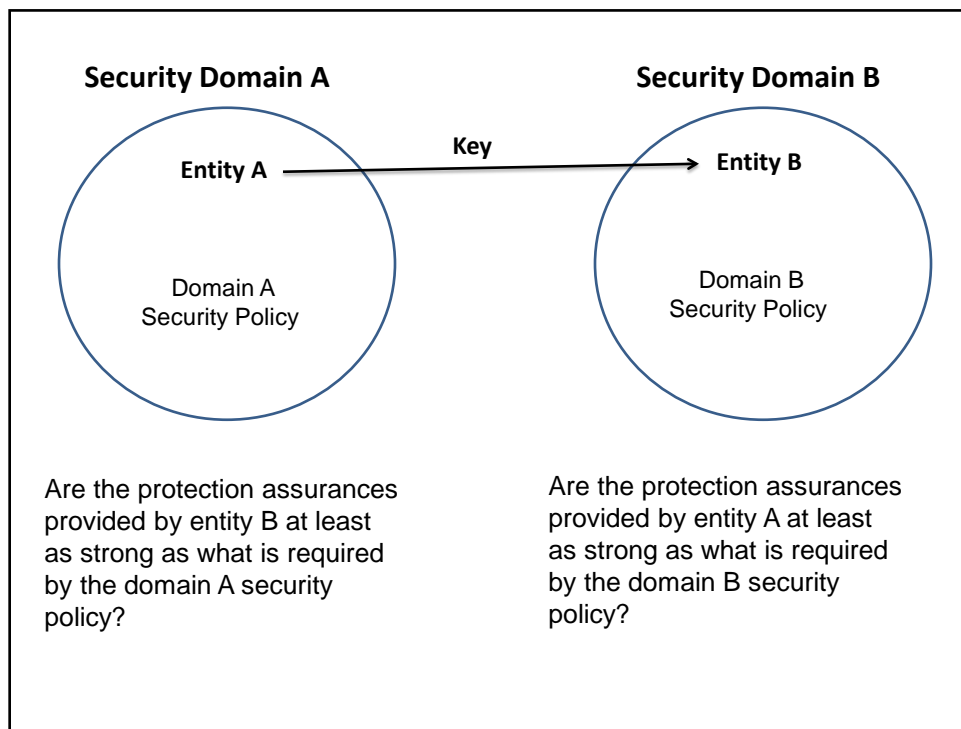 Security Domain A
Security Domain B
Key
Entity A
Entity B
Domain A
Security Policy
Domain B
Security Policy
Are the protection assurances
provided by entity B at least
as strong as what is required
by the domain A security
policy?
Are the protection assurances
provided by entity A at least
as strong as what is required
by the domain B security
policy?